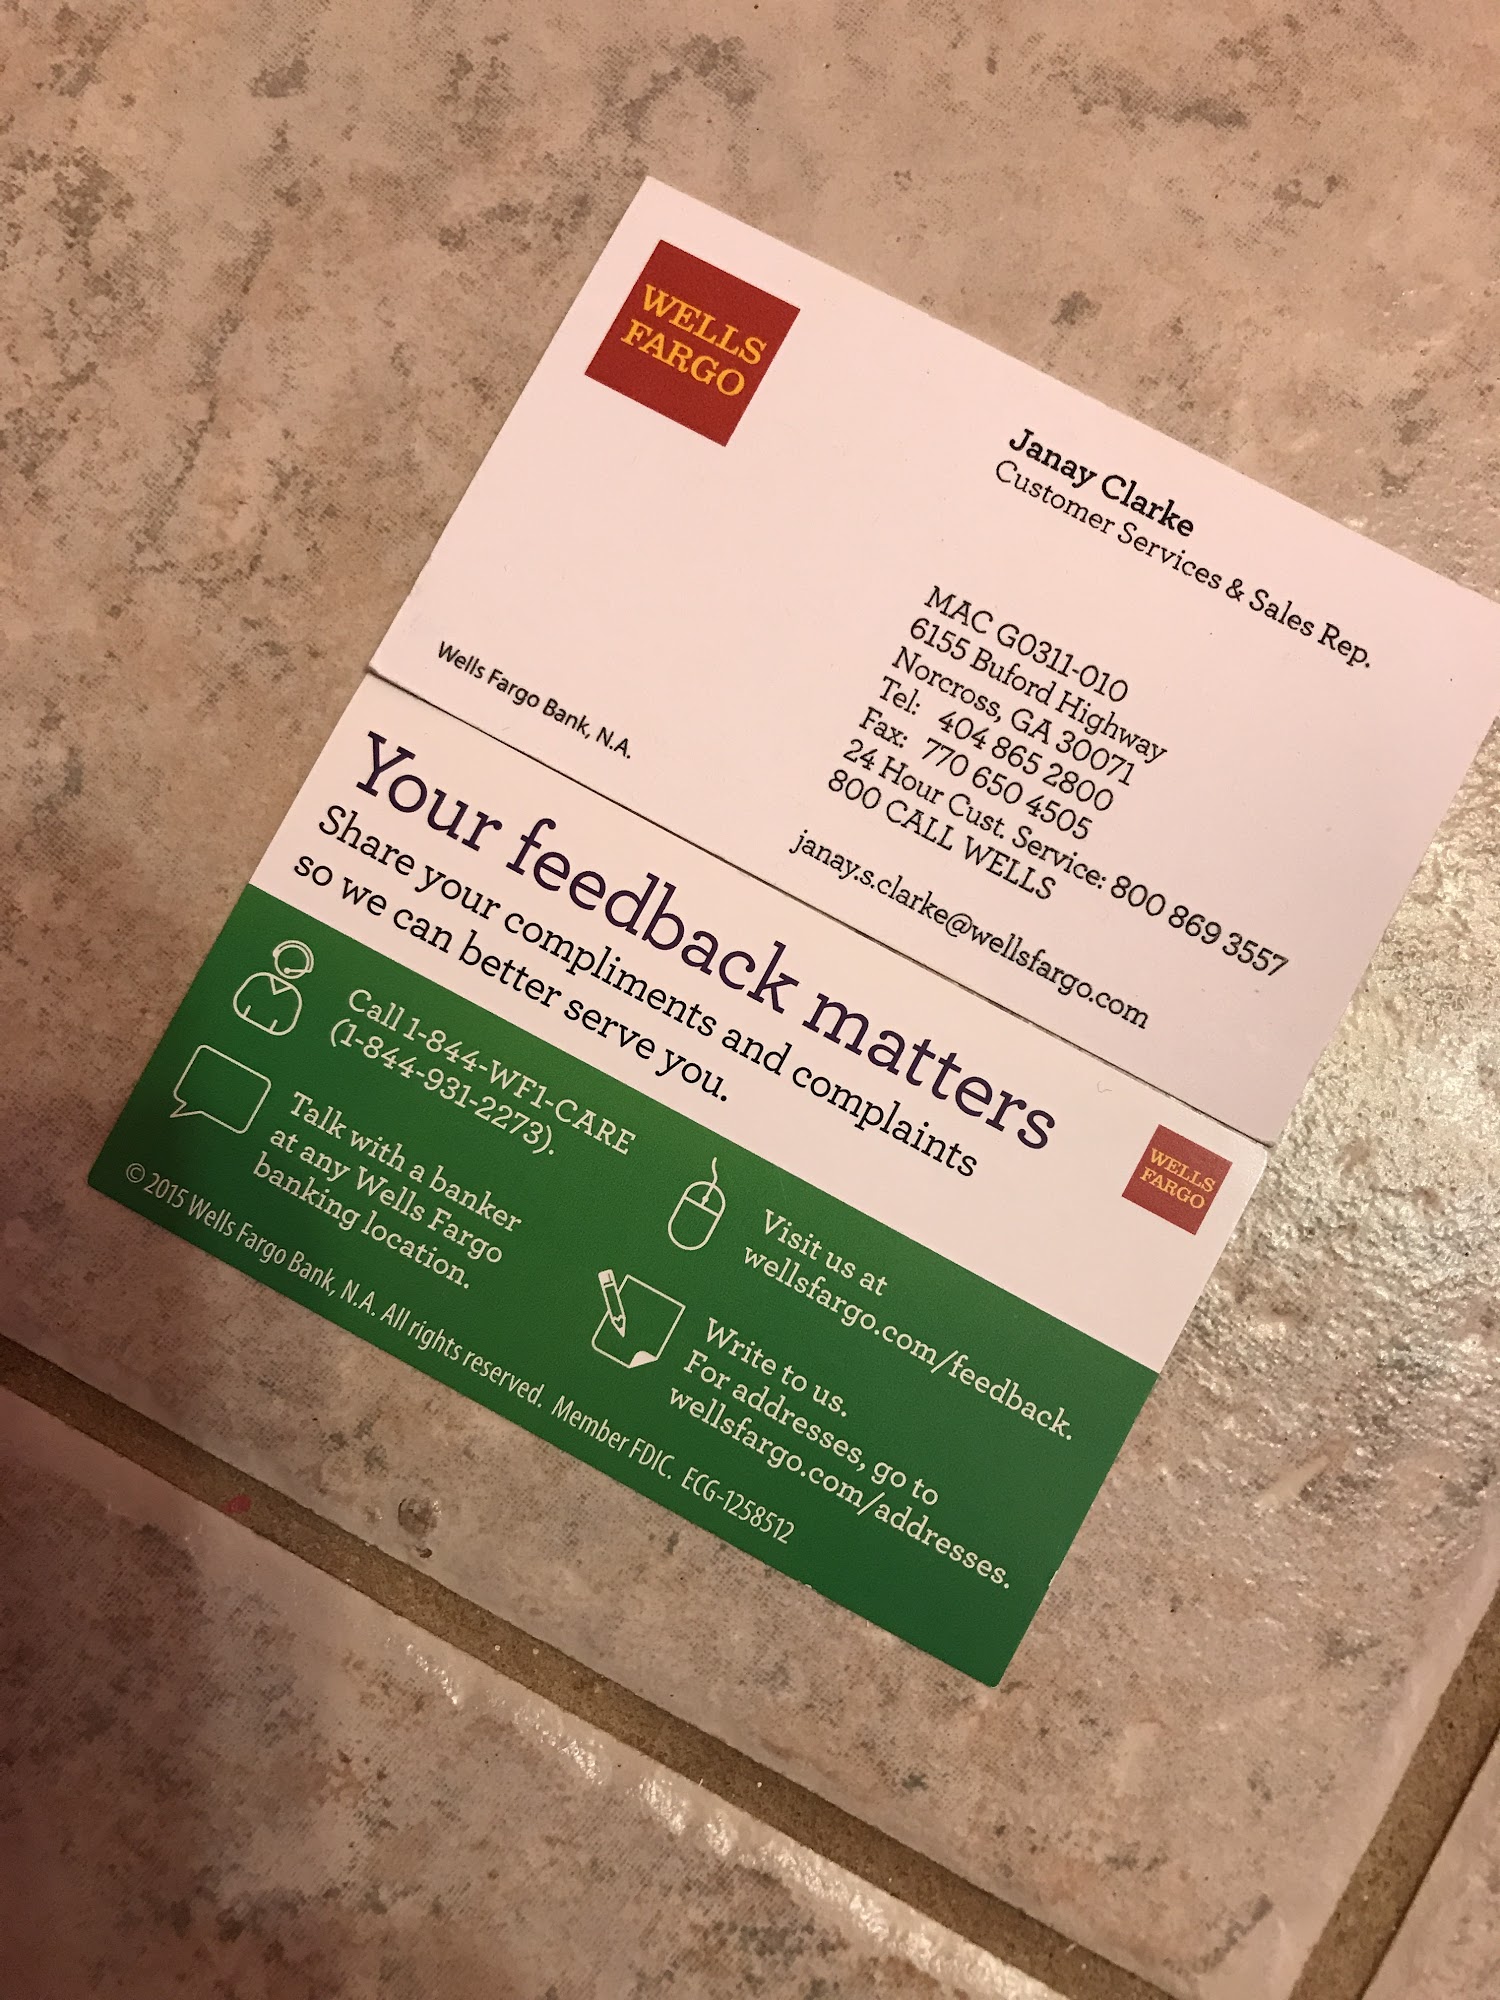 WELLS
FARGO
Janay Clarke
Customer Services & Sales Rep.
MAC G0311-010
6155 Buford Highway
Norcross, GA 30071
Tel: 404 865 2800
Fax: 770 650 4505
24 Hour Cust. Service: 800 869 3557
800 CALL WELLS
janay.s.clarke@wellsfargo.com
Wells Fargo Bank, N.A.
Your feedback matters
Share your compliments and complaints
so we can better serve you.
WELLS
FARGO
Call 1-844-WF1-CARE
(1-844-931-2273).
Talk with a banker
at any Wells Fargo
banking location.
Visit us at
wellsfargo.com/feedback.
Write to us.
For addresses, go to
wellsfargo.com/addresses.
© 2015 Wells Fargo Bank, N.A. All rights reserved. Member FDIC. ECG-1258512